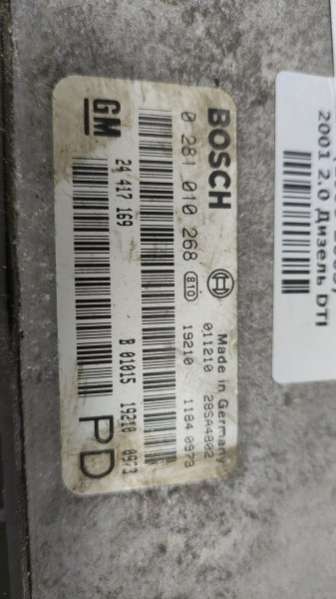 BOSCH
0 281 010 268 810
Made in Germany
011210 28SA4802
19210 1184 0973
GM
24 417 169
B 01015 19210 0973
PD
2001 2.0 Дизель DTI